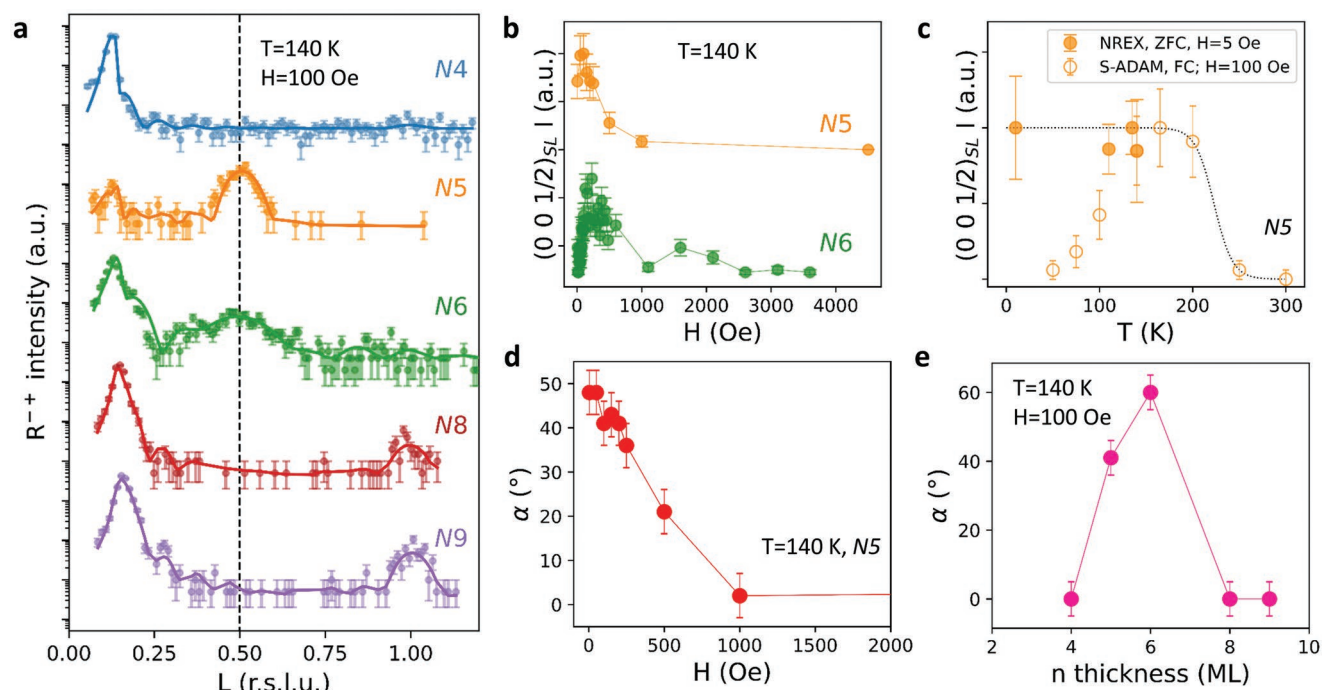 a
R⁻⁺ intensity (a.u.)
T=140 K
H=100 Oe
N4
N5
N6
N8
N9
0.00 0.25 0.50 0.75 1.00
L (r.s.l.u.)
b
T=140 K
(0 0 1/2)SL I (a.u.)
N5
N6
0 1000 2000 3000 4000
H (Oe)
c
NREX, ZFC, H=5 Oe
S-ADAM, FC; H=100 Oe
(0 0 1/2)SL I (a.u.)
N5
0 100 200 300
T (K)
d
50
40
30
20
10
0
α (°)
T=140 K, N5
0 500 1000 1500 2000
H (Oe)
e
T=140 K
H=100 Oe
60
40
20
0
α (°)
2 4 6 8 10
n thickness (ML)